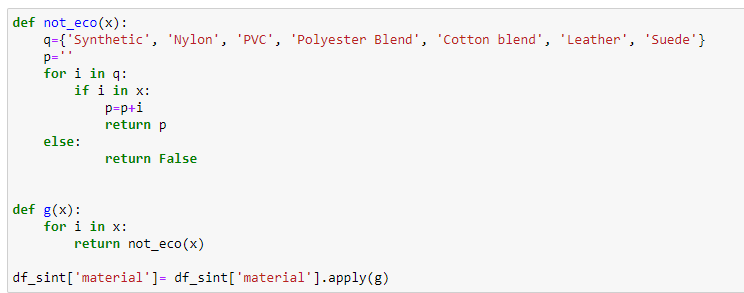 def not_eco(x):
    q={'Synthetic', 'Nylon', 'PVC', 'Polyester Blend', 'Cotton blend', 'Leather', 'Suede'}
    p=''
    for i in q:
        if i in x:
            p=p+i
            return p
    else:
            return False
def g(x):
    for i in x:
        return not_eco(x)
df_sint['material']= df_sint['material'].apply(g)